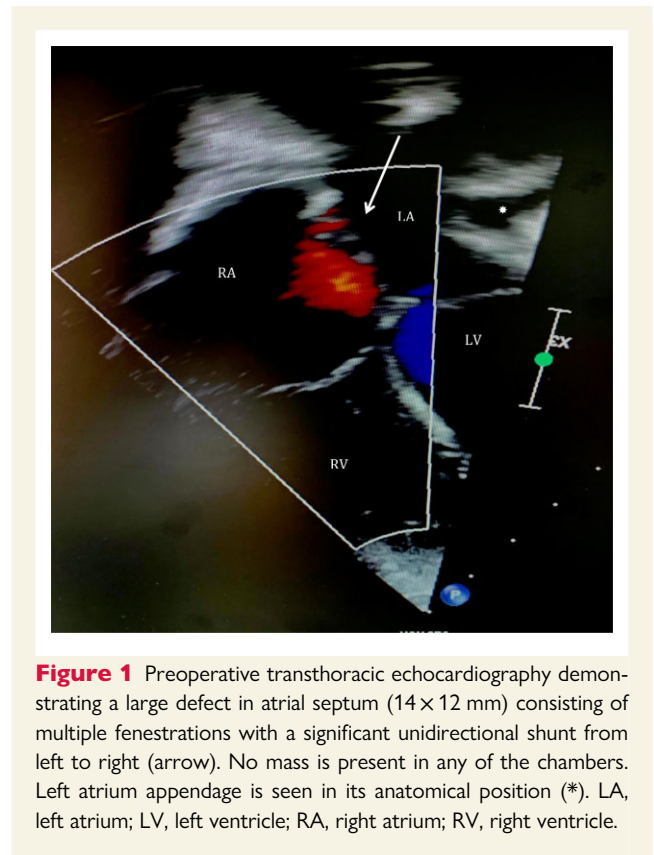 LA
*
RA
LV
EX
RV
P
Figure 1 Preoperative transthoracic echocardiography demon-
strating a large defect in atrial septum (14 × 12 mm) consisting of
multiple fenestrations with a significant unidirectional shunt from
left to right (arrow). No mass is present in any of the chambers.
Left atrium appendage is seen in its anatomical position (*). LA,
left atrium; LV, left ventricle; RA, right atrium; RV, right ventricle.